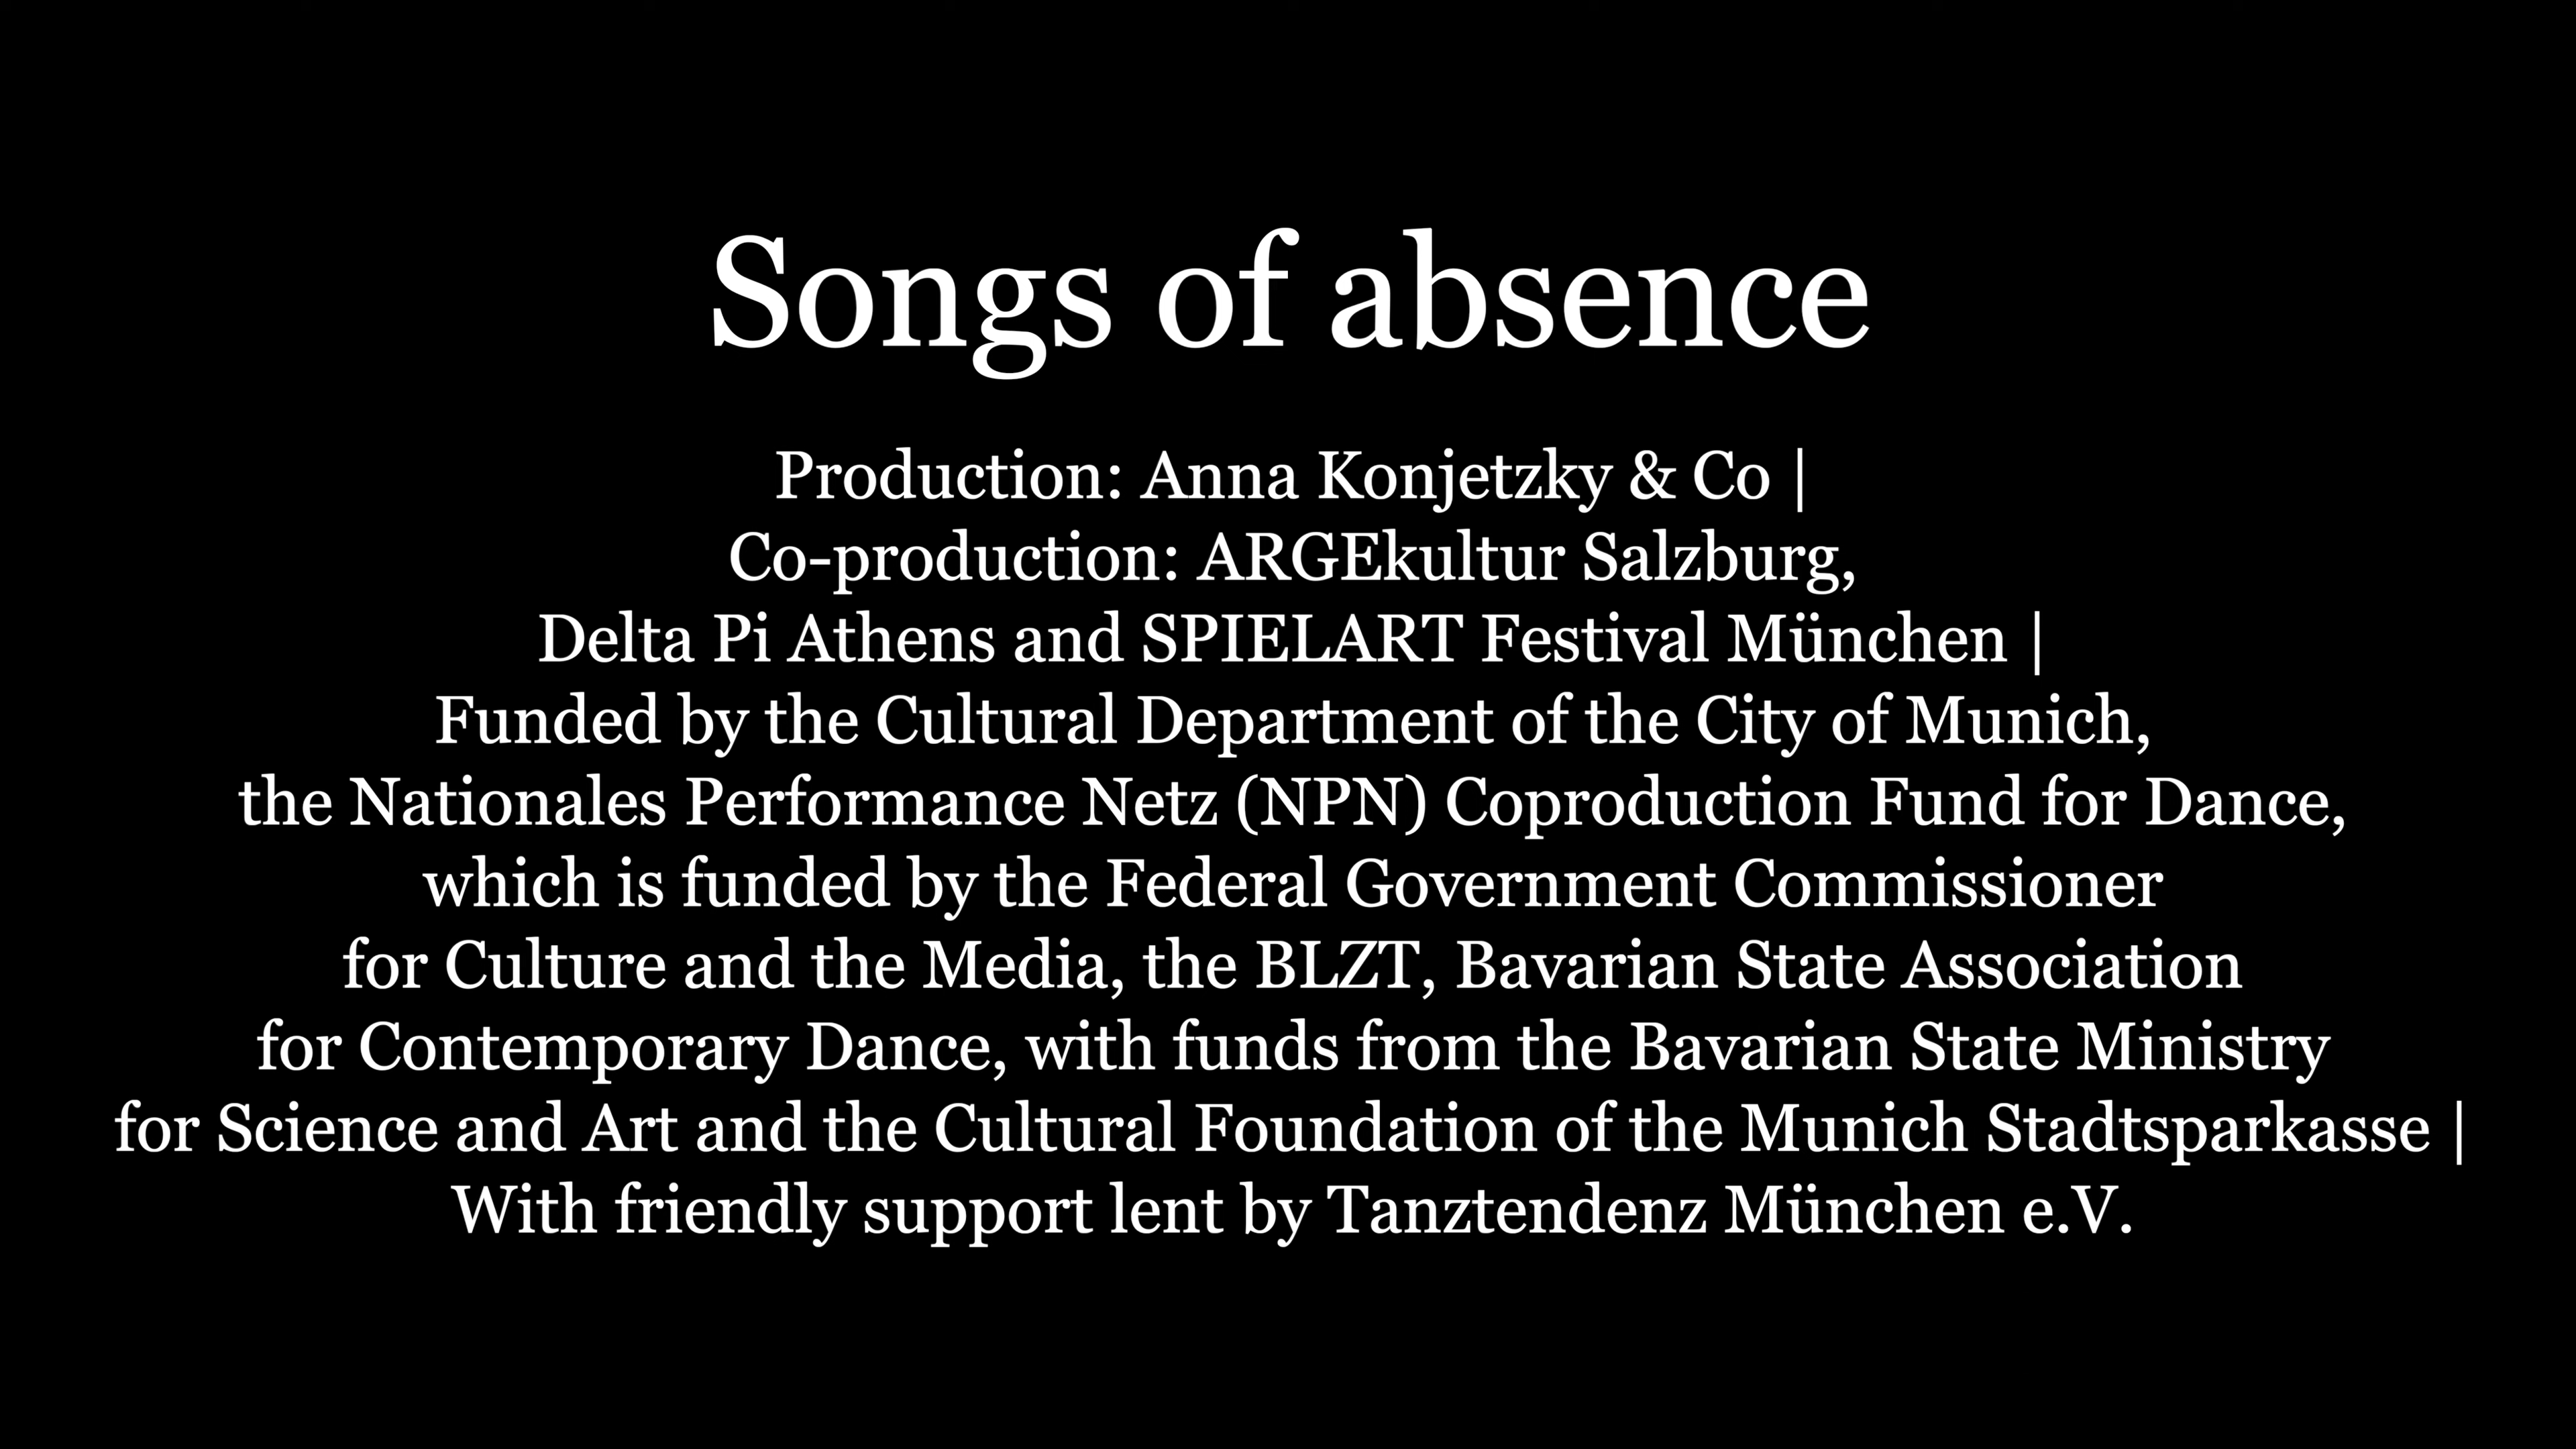 Songs of absence
Production: Anna Konjetzky & Co |
Co-production: ARGEkultur Salzburg,
Delta Pi Athens and SPIELART Festival München |
Funded by the Cultural Department of the City of Munich,
the Nationales Performance Netz (NPN) Coproduction Fund for Dance,
which is funded by the Federal Government Commissioner
for Culture and the Media, the BLZT, Bavarian State Association
for Contemporary Dance, with funds from the Bavarian State Ministry
for Science and Art and the Cultural Foundation of the Munich Stadtsparkasse |
With friendly support lent by Tanztendenz München e.V.